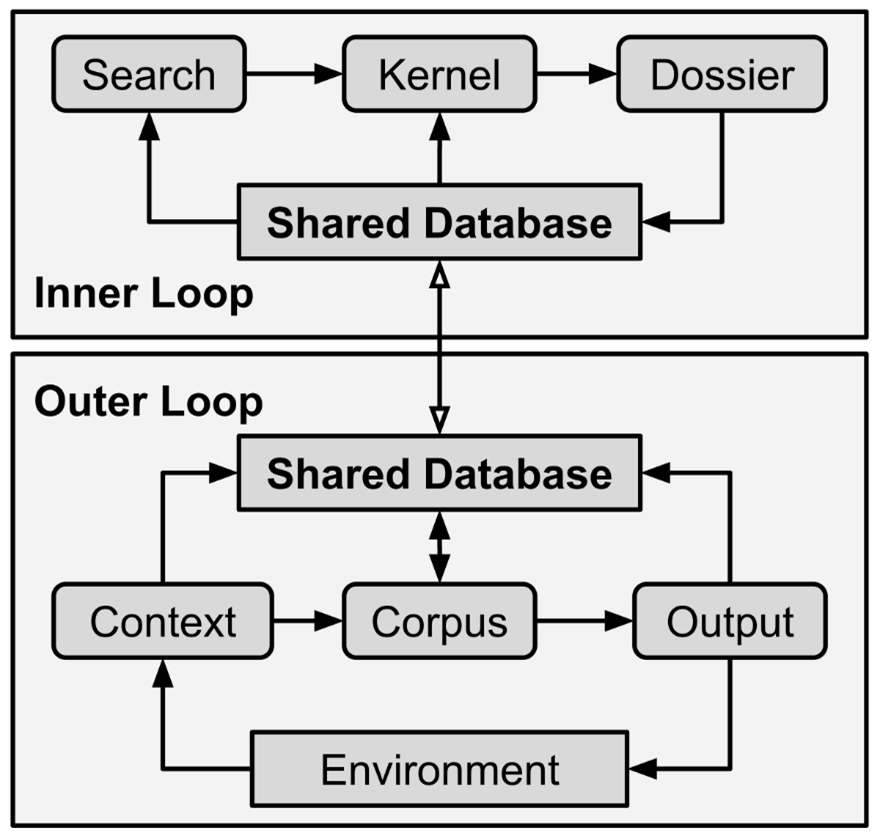 Search
Kernel
Dossier
Shared Database
Inner Loop
Outer Loop
Shared Database
Context
Corpus
Output
Environment